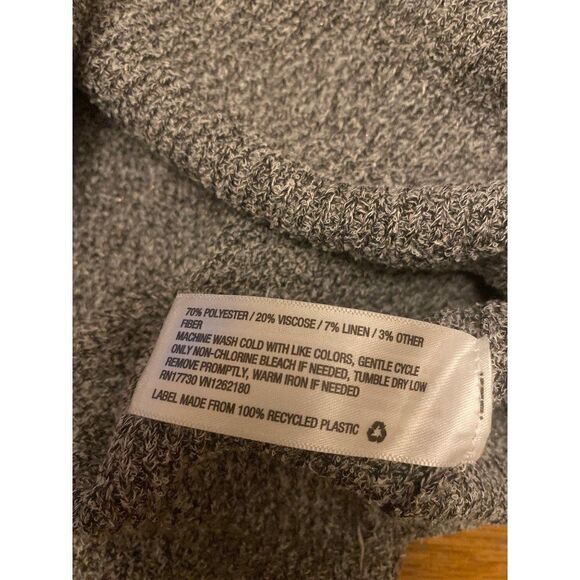 70% POLYESTER / 20% VISCOSE / 7% LINEN / 3% OTHER
FIBER
MACHINE WASH COLD WITH LIKE COLORS, GENTLE CYCLE
ONLY NON-CHLORINE BLEACH IF NEEDED, TUMBLE DRY LOW
REMOVE PROMPTLY, WARM IRON IF NEEDED
RN17730 VN1262180
LABEL MADE FROM 100% RECYCLED PLASTIC